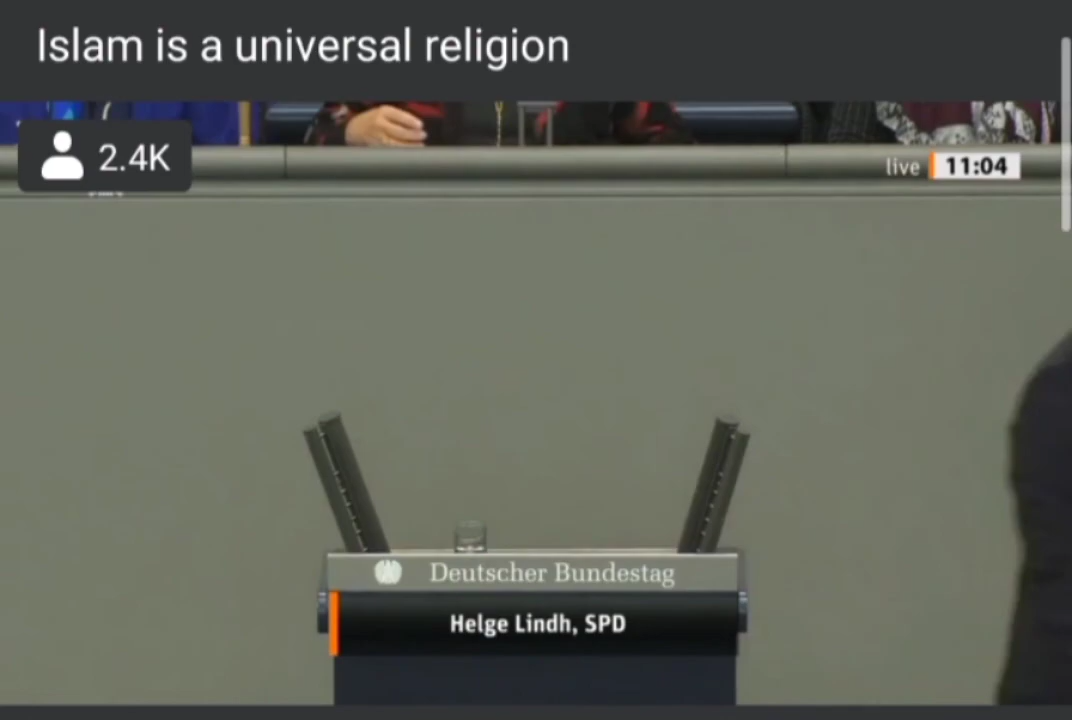 Islam is a universal religion
2.4K
live 11:04
Deutscher Bundestag
Helge Lindh, SPD